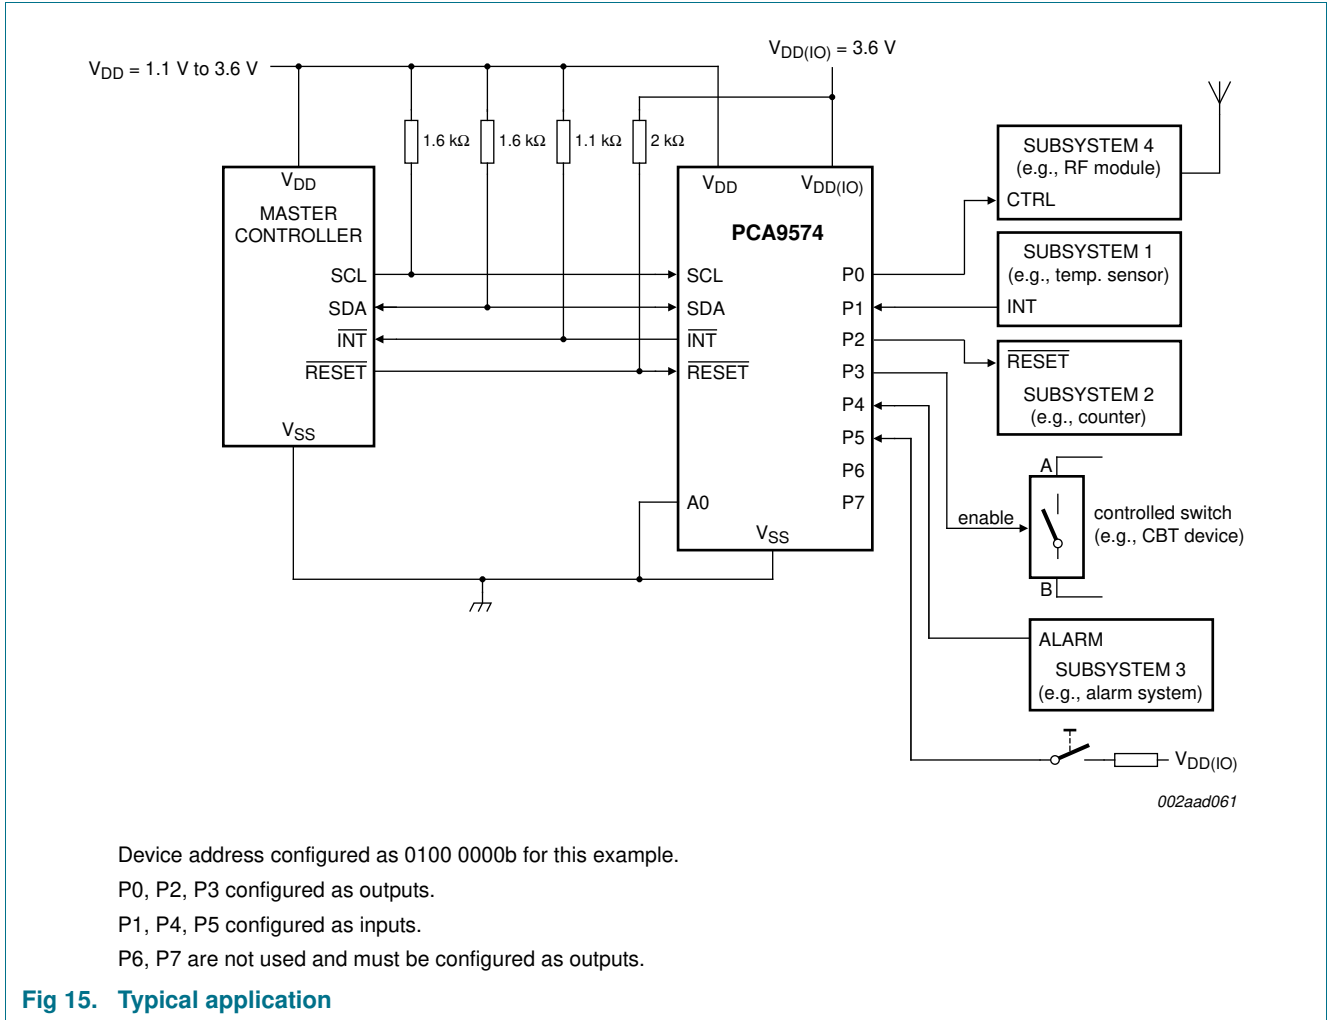 V_DD = 1.1 V to 3.6 V
V_DD(IO) = 3.6 V
1.6 kΩ
1.6 kΩ
1.1 kΩ
2 kΩ
V_DD
MASTER
CONTROLLER
SCL
SDA
INT
RESET
V_SS
V_DD
V_DD(IO)
PCA9574
SCL
SDA
INT
RESET
A0
V_SS
P0
P1
P2
P3
P4
P5
P6
P7
SUBSYSTEM 4
(e.g., RF module)
CTRL
SUBSYSTEM 1
(e.g., temp. sensor)
INT
RESET
SUBSYSTEM 2
(e.g., counter)
A
enable
B
controlled switch
(e.g., CBT device)
ALARM
SUBSYSTEM 3
(e.g., alarm system)
V_DD(IO)
002aad061
Device address configured as 0100 0000b for this example.
P0, P2, P3 configured as outputs.
P1, P4, P5 configured as inputs.
P6, P7 are not used and must be configured as outputs.
Fig 15. Typical application